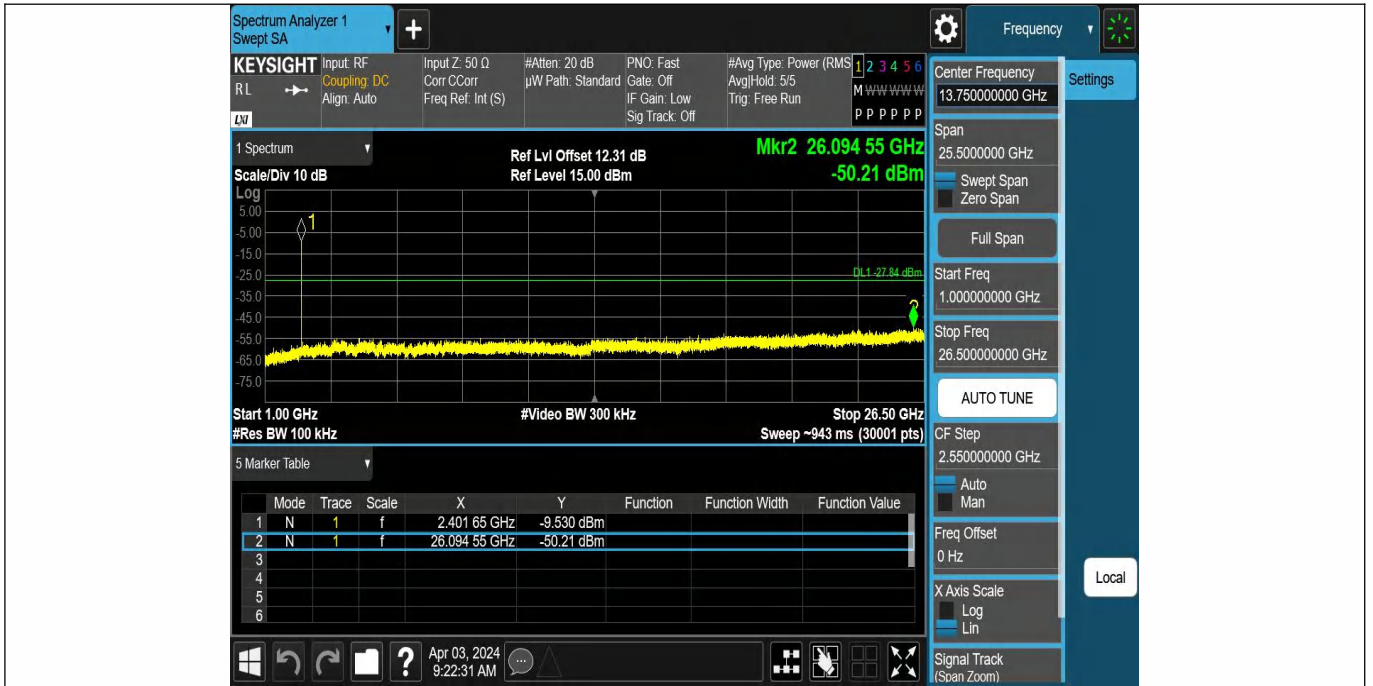 Spectrum Analyzer 1
Swept SA
Frequency
KEYSIGHT
RL
LXI
Input: RF
Coupling: DC
Align: Auto
Input Z: 50 Ω
Corr CCorr
Freq Ref: Int (S)
#Atten: 20 dB
µW Path: Standard
PNO: Fast
Gate: Off
IF Gain: Low
Sig Track: Off
#Avg Type: Power (RMS
Avg|Hold: 5/5
Trig: Free Run
1 2 3 4 5 6
M W W W W W
P P P P P P
Center Frequency
13.750000000 GHz
Settings
1 Spectrum
Scale/Div 10 dB
Ref Lvl Offset 12.31 dB
Ref Level 15.00 dBm
Mkr2 26.094 55 GHz
-50.21 dBm
Log
5.00
-5.00
-15.0
-25.0
-35.0
-45.0
-55.0
-65.0
-75.0
1
DL1 -27.84 dBm
2
Start 1.00 GHz
#Video BW 300 kHz
Stop 26.50 GHz
#Res BW 100 kHz
Sweep ~943 ms (30001 pts)
Span
25.5000000 GHz
Swept Span
Zero Span
Full Span
Start Freq
1.000000000 GHz
Stop Freq
26.500000000 GHz
AUTO TUNE
CF Step
2.550000000 GHz
Auto
Man
Freq Offset
0 Hz
X Axis Scale
Log
Lin
Signal Track
(Span Zoom)
Local
5 Marker Table
Mode Trace Scale X Y Function Function Width Function Value
1 N 1 f 2.401 65 GHz -9.530 dBm
2 N 1 f 26.094 55 GHz -50.21 dBm
3
4
5
6
?
Apr 03, 2024
9:22:31 AM